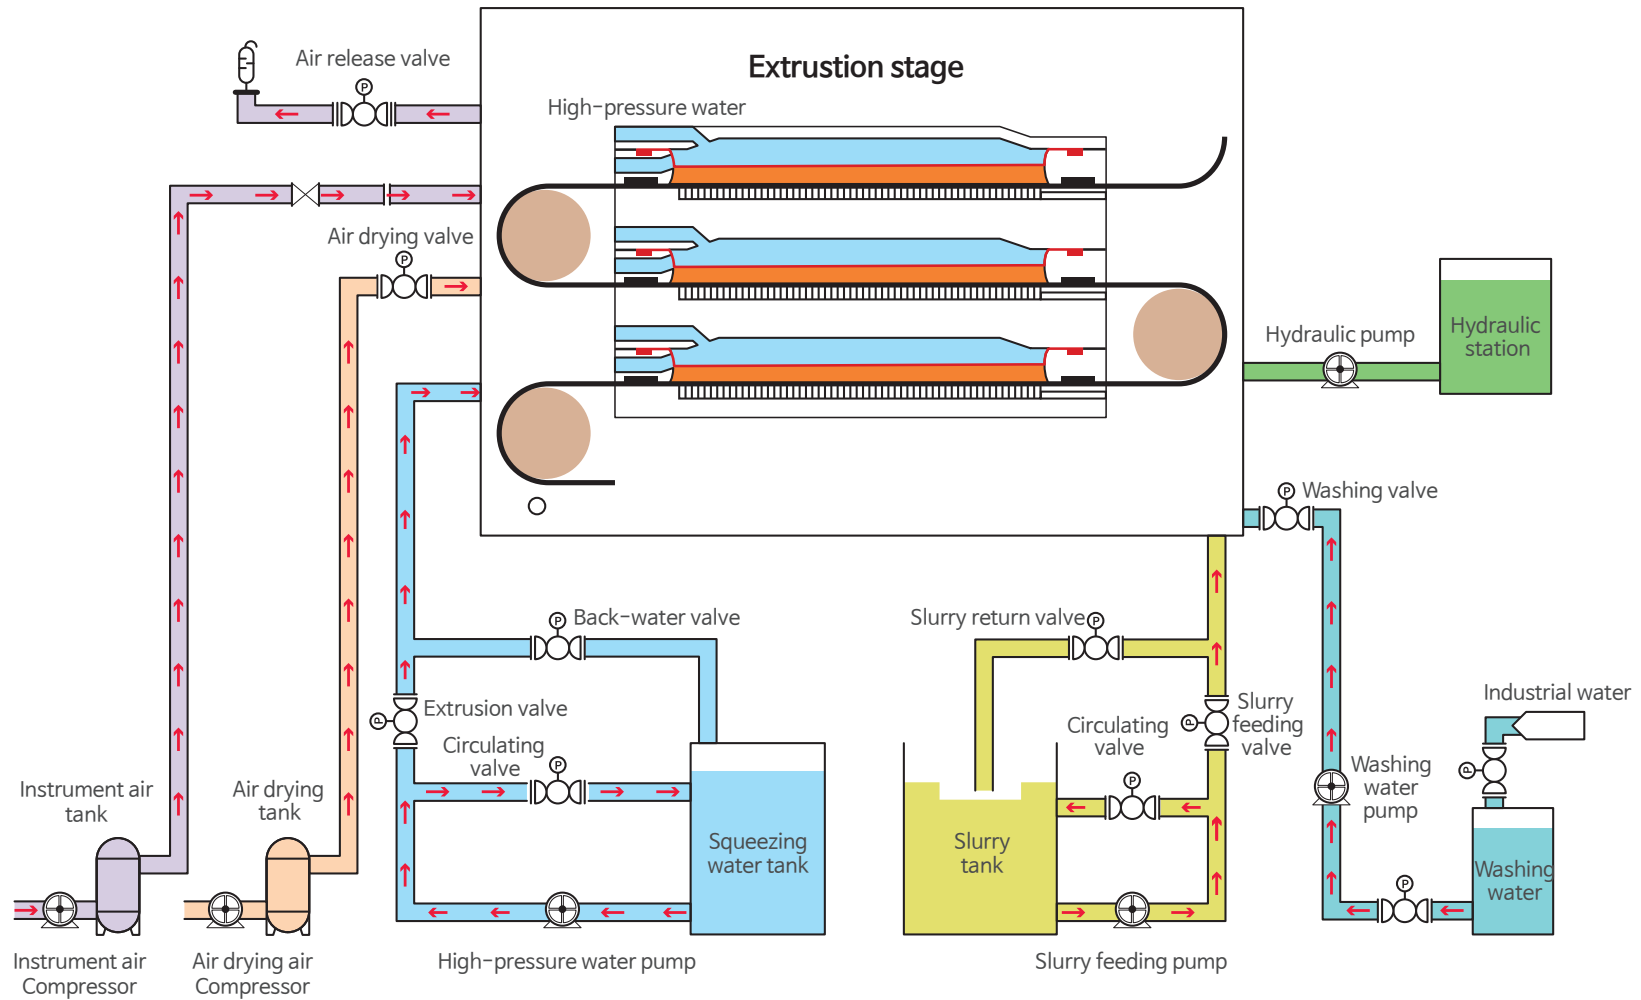 Extrustion stage
Air release valve
P
High-pressure water
Air drying valve
P
Hydraulic pump
Hydraulic
station
P
Washing valve
P
Back-water valve
Slurry return valve
P
P
Extrusion valve
Circulating
valve
P
Circulating
valve
P
P
Slurry
feeding
valve
Industrial water
P
Washing
water
pump
Instrument air
tank
Air drying
tank
Squeezing
water tank
Slurry
tank
Washing
water
P
Instrument air
Compressor
Air drying air
Compressor
High-pressure water pump
Slurry feeding pump